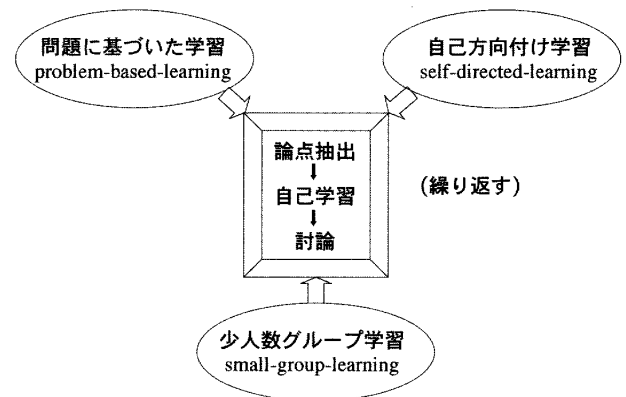 問題に基づいた学習
problem-based-learning
自己方向付け学習
self-directed-learning
論点抽出
↓
自己学習
↓
討論
(繰り返す)
少人数グループ学習
small-group-learning